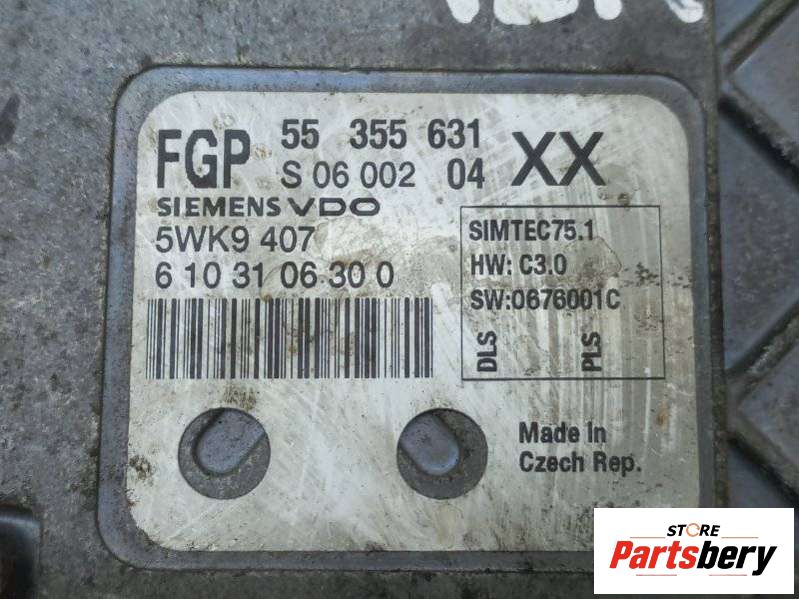 FGP 55 355 631 XX
S 06 002 04
SIEMENS VDO
5WK9 407
6 10 31 06 30 0
SIMTEC75.1
HW: C3.0
SW:0676001C
DLS PLS
Made In
Czech Rep.
STORE
Partsbery